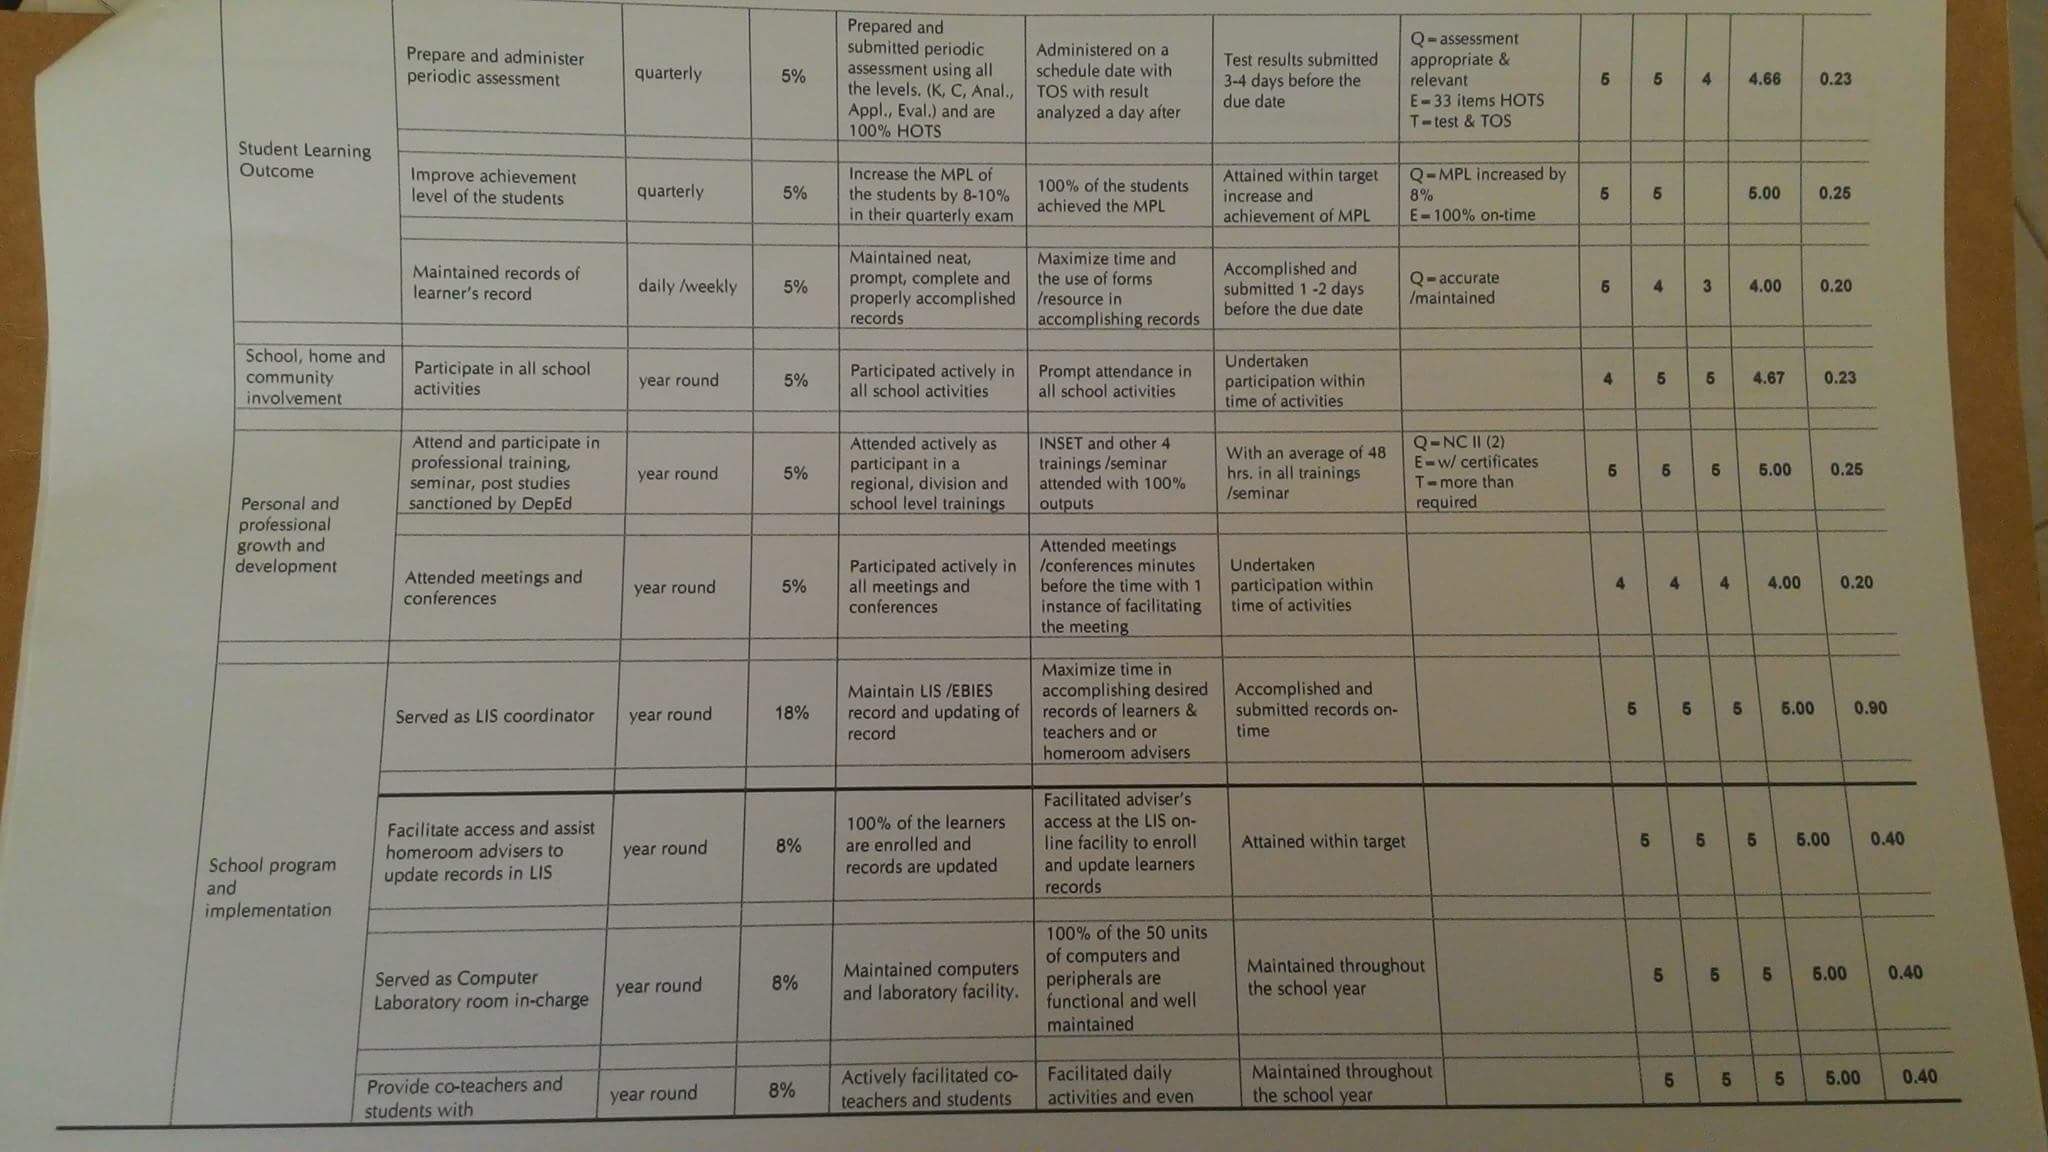 Student Learning
Outcome
Prepare and administer
periodic assessment
quarterly
5%
Prepared and
submitted periodic
assessment using all
the levels. (K, C, Anal.,
Appl., Eval.) and are
100% HOTS
Administered on a
schedule date with
TOS with result
analyzed a day after
Test results submitted
3-4 days before the
due date
Q=assessment
appropriate &
relevant
E=33 items HOTS
T=test & TOS
5 5 4 4.66 0.23
Improve achievement
level of the students
quarterly
5%
Increase the MPL of
the students by 8-10%
in their quarterly exam
100% of the students
achieved the MPL
Attained within target
increase and
achievement of MPL
Q=MPL increased by
8%
E=100% on-time
5 5 5.00 0.25
Maintained records of
learner's record
daily /weekly
5%
Maintained neat,
prompt, complete and
properly accomplished
records
Maximize time and
the use of forms
/resource in
accomplishing records
Accomplished and
submitted 1 -2 days
before the due date
Q=accurate
/maintained
5 4 3 4.00 0.20
School, home and
community
involvement
Participate in all school
activities
year round
5%
Participated actively in
all school activities
Prompt attendance in
all school activities
Undertaken
participation within
time of activities
4 5 5 4.67 0.23
Personal and
professional
growth and
development
Attend and participate in
professional training,
seminar, post studies
sanctioned by DepEd
year round
5%
Attended actively as
participant in a
regional, division and
school level trainings
INSET and other 4
trainings /seminar
attended with 100%
outputs
With an average of 48
hrs. in all trainings
/seminar
Q=NC II (2)
E=w/ certificates
T=more than
required
5 5 5 5.00 0.25
Attended meetings and
conferences
year round
5%
Participated actively in
all meetings and
conferences
Attended meetings
/conferences minutes
before the time with 1
instance of facilitating
the meeting
Undertaken
participation within
time of activities
4 4 4 4.00 0.20
School program
and
implementation
Served as LIS coordinator
year round
18%
Maintain LIS /EBIES
record and updating of
record
Maximize time in
accomplishing desired
records of learners &
teachers and or
homeroom advisers
Accomplished and
submitted records on-
time
5 5 5 5.00 0.90
Facilitate access and assist
homeroom advisers to
update records in LIS
year round
8%
100% of the learners
are enrolled and
records are updated
Facilitated adviser's
access at the LIS on-
line facility to enroll
and update learners
records
Attained within target
5 5 5 5.00 0.40
Served as Computer
Laboratory room in-charge
year round
8%
Maintained computers
and laboratory facility.
100% of the 50 units
of computers and
peripherals are
functional and well
maintained
Maintained throughout
the school year
5 5 5 5.00 0.40
Provide co-teachers and
students with
year round
8%
Actively facilitated co-
teachers and students
Facilitated daily
activities and even
Maintained throughout
the school year
5 5 5 5.00 0.40